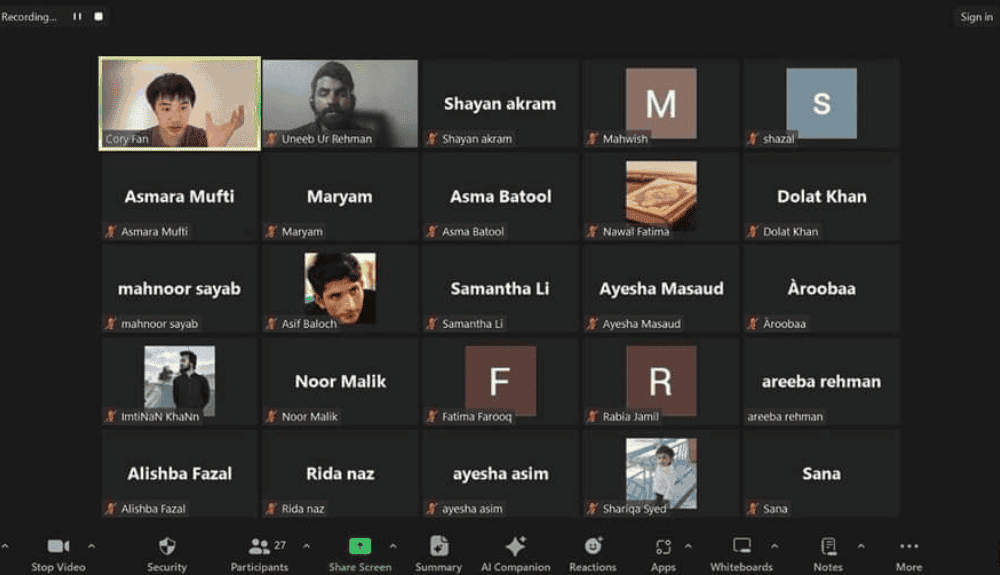 Recording...
Sign in
Cory Fan
Uneeb Ur Rehman
Shayan akram
Shayan akram
M
Mahwish
S
shazal
Asmara Mufti
Asmara Mufti
Maryam
Maryam
Asma Batool
Asma Batool
Nawal Fatima
Dolat Khan
Dolat Khan
mahnoor sayab
mahnoor sayab
Asif Baloch
Samantha Li
Samantha Li
Ayesha Masaud
Ayesha Masaud
Àroobaa
Àroobaa
ImtiNaN KhaNn
Noor Malik
Noor Malik
F
Fatima Farooq
R
Rabia Jamil
areeba rehman
areeba rehman
Alishba Fazal
Alishba Fazal
Rida naz
Rida naz
ayesha asim
ayesha asim
Shariqa Syed
Sana
Sana
27
Stop Video
Security
Participants
Share Screen
Summary
AI Companion
Reactions
Apps
Whiteboards
Notes
More